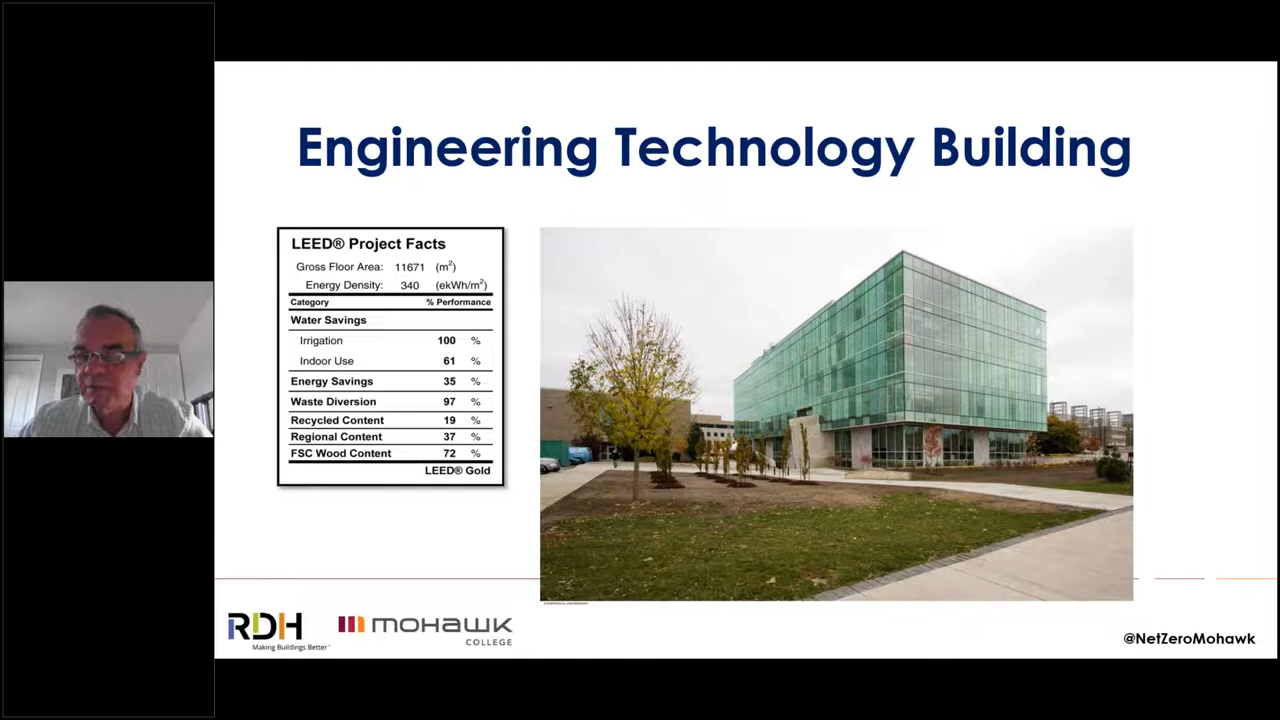 Engineering Technology Building
LEED® Project Facts
Gross Floor Area: 11671 (m²)
Energy Density: 340 (ekWh/m²)
Category % Performance
Water Savings
Irrigation 100 %
Indoor Use 61 %
Energy Savings 35 %
Waste Diversion 97 %
Recycled Content 19 %
Regional Content 37 %
FSC Wood Content 72 %
LEED® Gold
RDH
Making Buildings Better™
mohawk
COLLEGE
@NetZeroMohawk